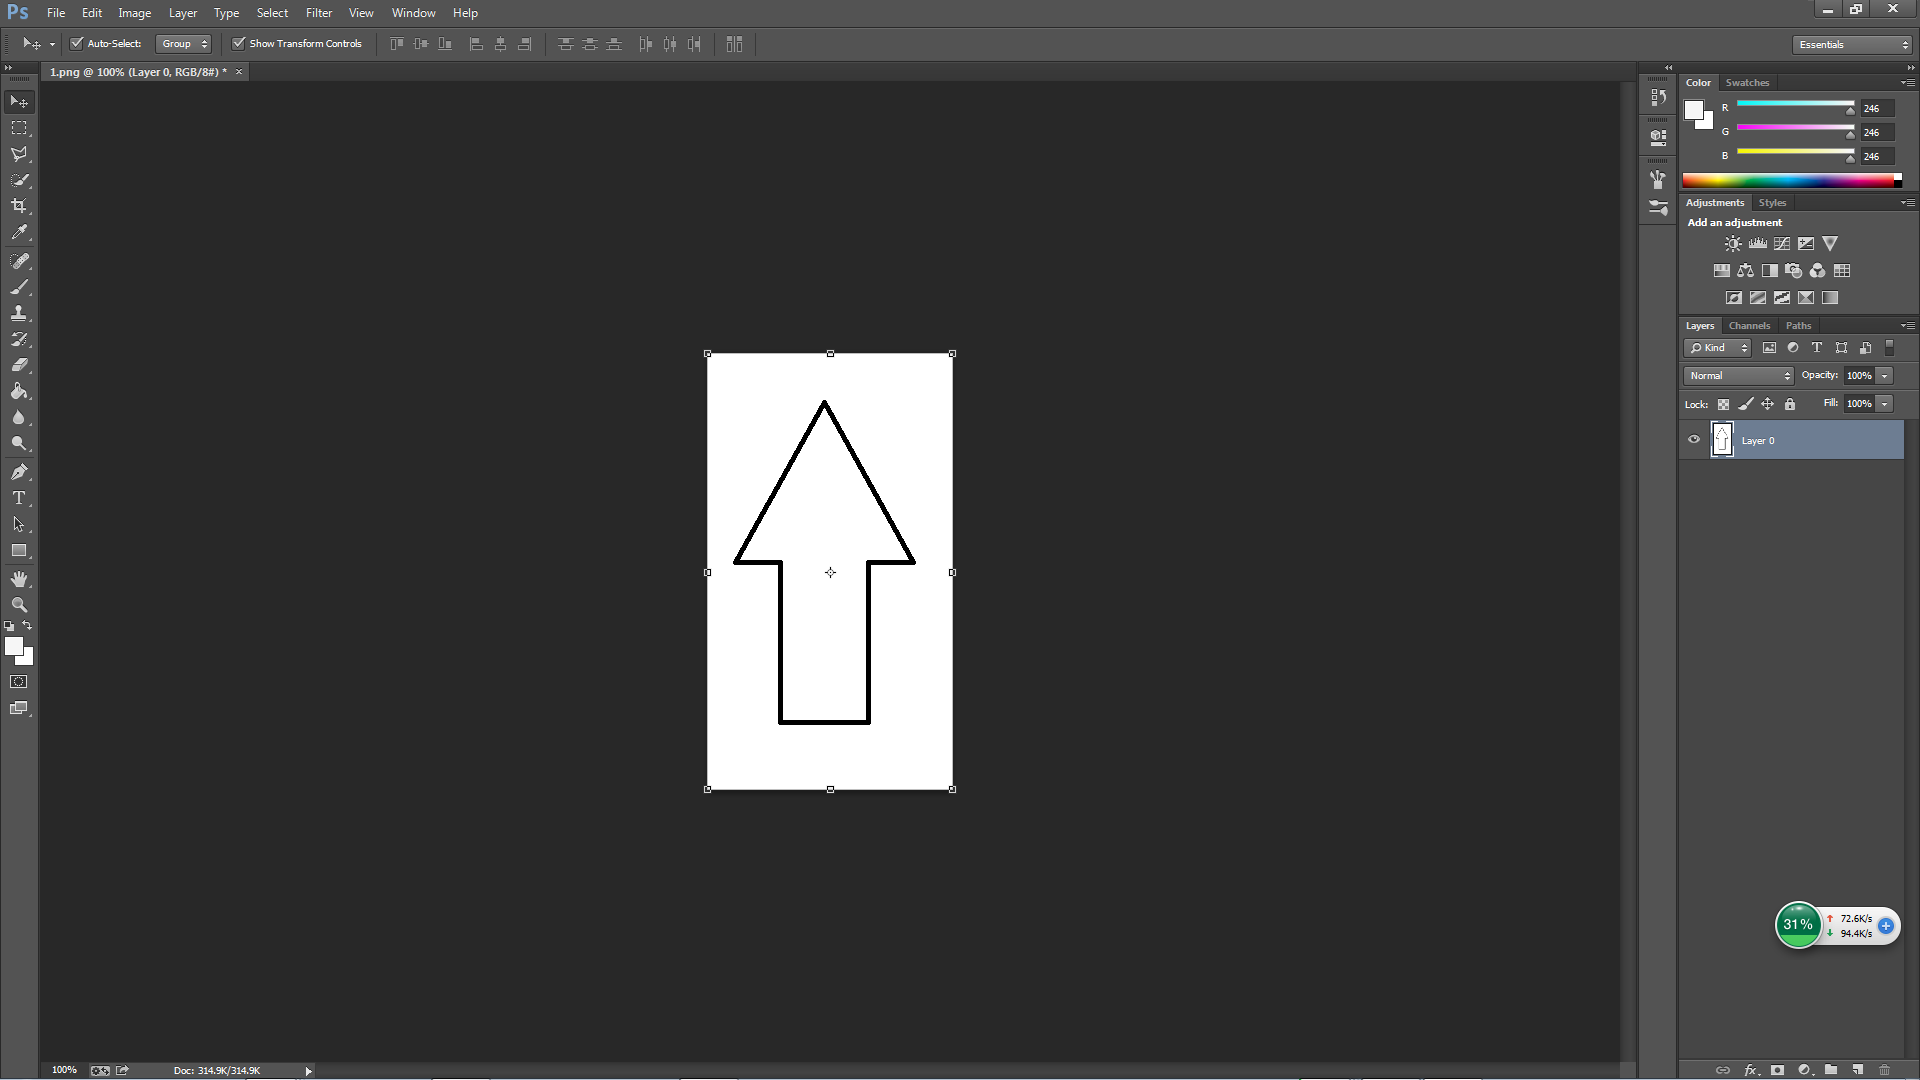 Ps File Edit Image Layer Type Select Filter View Window Help
Auto-Select: Group Show Transform Controls Essentials
1.png @ 100% (Layer 0, RGB/8#) * ×
Color Swatches
R 246
G 246
B 246
Adjustments Styles
Add an adjustment
Layers Channels Paths
Kind
Normal Opacity: 100%
Lock: Fill: 100%
Layer 0
31% 72.6K/s
94.4K/s
100% Doc: 314.9K/314.9K